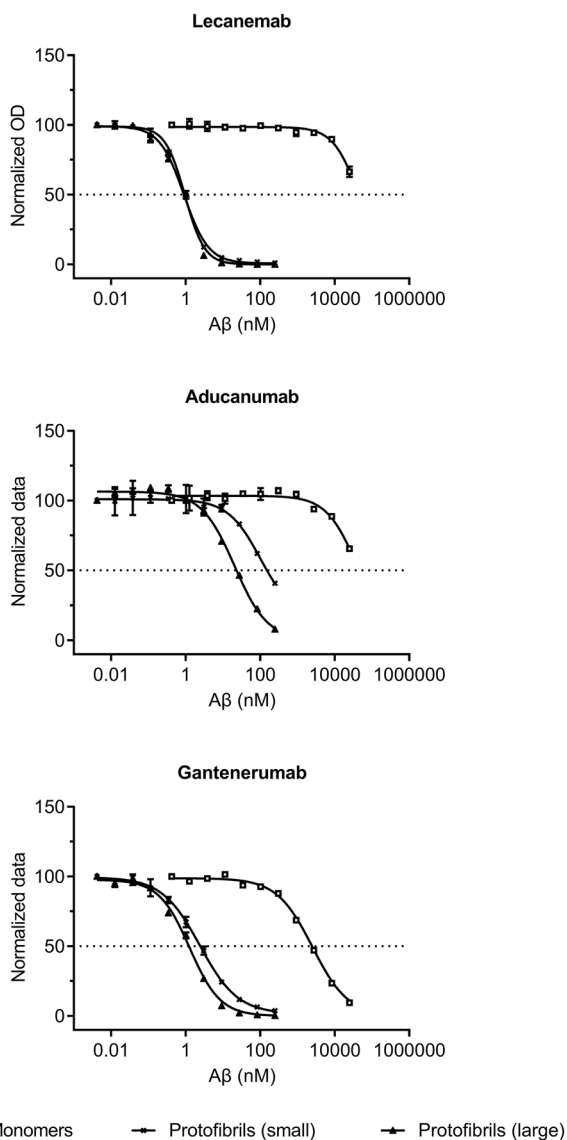 Lecanemab
150
100
50
0
Normalized OD
0.01 1 100 10000 1000000
Aβ (nM)
Aducanumab
150
100
50
0
Normalized data
0.01 1 100 10000 1000000
Aβ (nM)
Gantenerumab
150
100
50
0
Normalized data
0.01 1 100 10000 1000000
Aβ (nM)
onomers Protofibrils (small) Protofibrils (large)